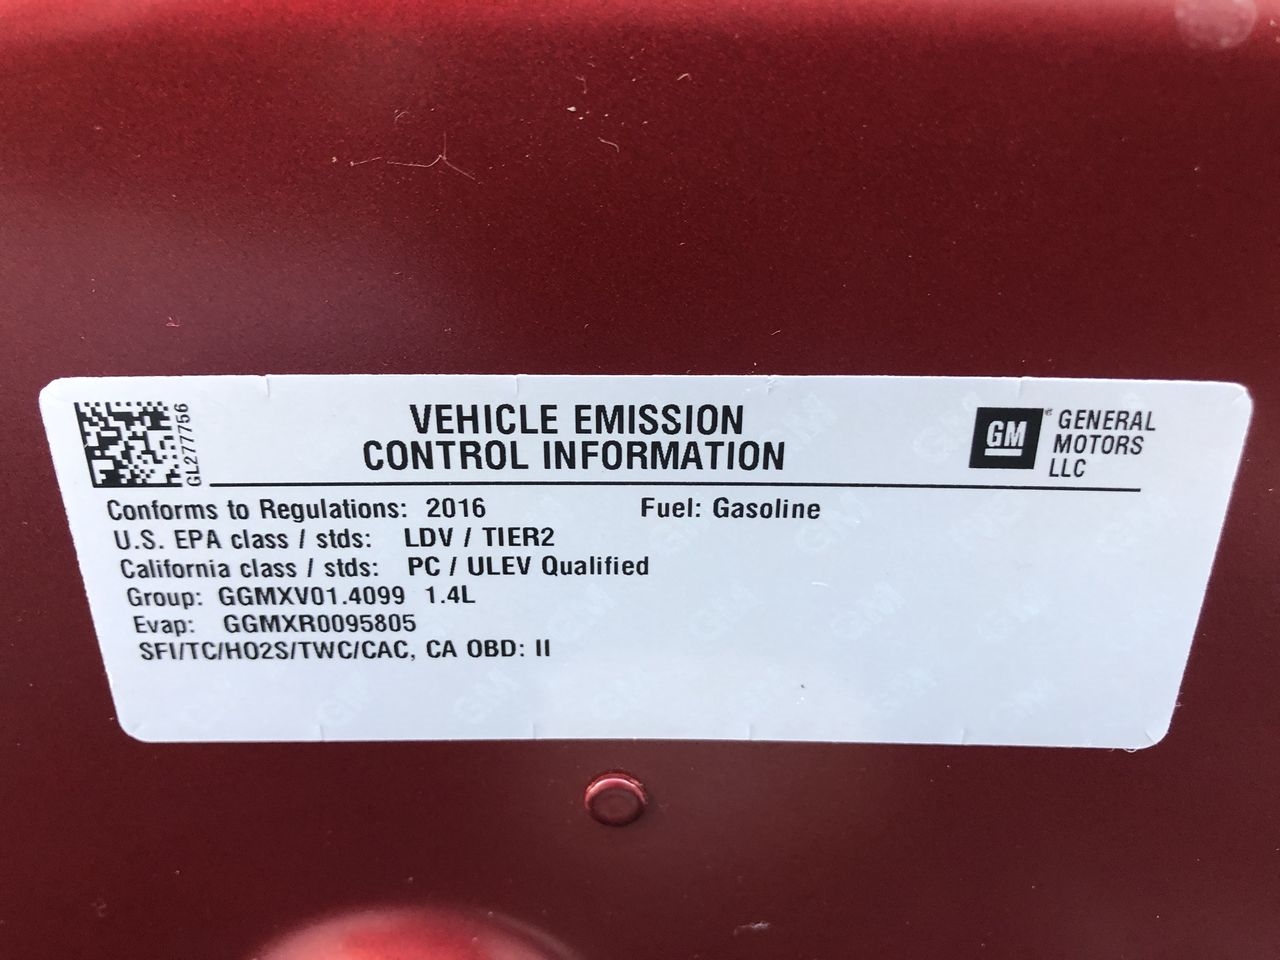 GL277756
VEHICLE EMISSION
CONTROL INFORMATION
GM
GENERAL
MOTORS
LLC
Conforms to Regulations: 2016 Fuel: Gasoline
U.S. EPA class / stds: LDV / TIER2
California class / stds: PC / ULEV Qualified
Group: GGMXV01.4099 1.4L
Evap: GGMXR0095805
SFI/TC/HO2S/TWC/CAC, CA OBD: II